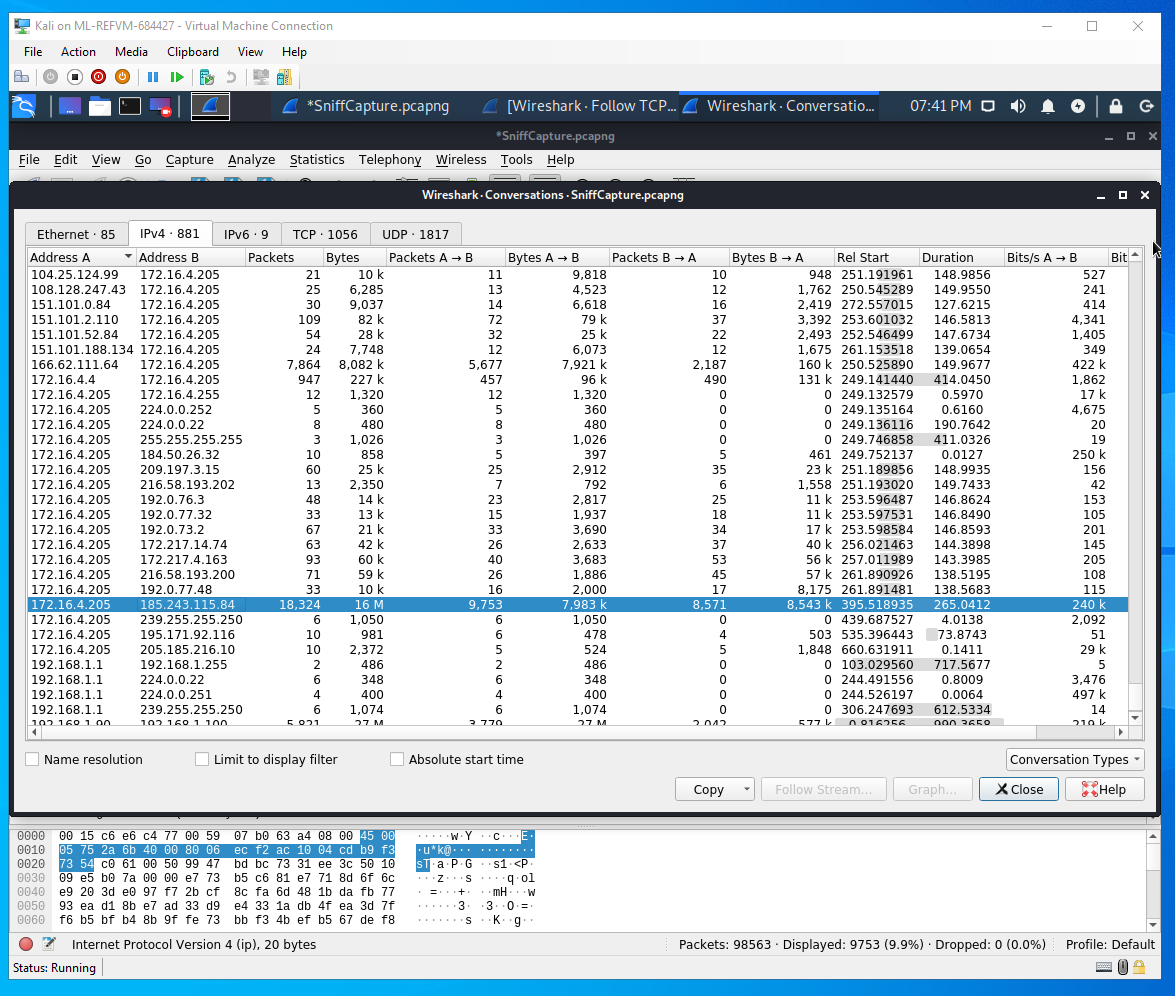 Kali on ML-REFVM-684427 - Virtual Machine Connection
File Action Media Clipboard View Help
*SniffCapture.pcapng [Wireshark · Follow TCP... Wireshark · Conversatio... 07:41 PM
*SniffCapture.pcapng
File Edit View Go Capture Analyze Statistics Telephony Wireless Tools Help
Wireshark · Conversations · SniffCapture.pcapng
Ethernet · 85 IPv4 · 881 IPv6 · 9 TCP · 1056 UDP · 1817
Address A Address B Packets Bytes Packets A → B Bytes A → B Packets B → A Bytes B → A Rel Start Duration Bits/s A → B Bit
104.25.124.99 172.16.4.205 21 10 k 11 9,818 10 948 251.191961 148.9856 527
108.128.247.43 172.16.4.205 25 6,285 13 4,523 12 1,762 250.545289 149.9550 241
151.101.0.84 172.16.4.205 30 9,037 14 6,618 16 2,419 272.557015 127.6215 414
151.101.2.110 172.16.4.205 109 82 k 72 79 k 37 3,392 253.601032 146.5813 4,341
151.101.52.84 172.16.4.205 54 28 k 32 25 k 22 2,493 252.546499 147.6734 1,405
151.101.188.134 172.16.4.205 24 7,748 12 6,073 12 1,675 261.153518 139.0654 349
166.62.111.64 172.16.4.205 7,864 8,082 k 5,677 7,921 k 2,187 160 k 250.525890 149.9677 422 k
172.16.4.4 172.16.4.205 947 227 k 457 96 k 490 131 k 249.141440 414.0450 1,862
172.16.4.205 172.16.4.255 12 1,320 12 1,320 0 0 249.132579 0.5970 17 k
172.16.4.205 224.0.0.252 5 360 5 360 0 0 249.135164 0.6160 4,675
172.16.4.205 224.0.0.22 8 480 8 480 0 0 249.136116 190.7642 20
172.16.4.205 255.255.255.255 3 1,026 3 1,026 0 0 249.746858 411.0326 19
172.16.4.205 184.50.26.32 10 858 5 397 5 461 249.752137 0.0127 250 k
172.16.4.205 209.197.3.15 60 25 k 25 2,912 35 23 k 251.189856 148.9935 156
172.16.4.205 216.58.193.202 13 2,350 7 792 6 1,558 251.193020 149.7433 42
172.16.4.205 192.0.76.3 48 14 k 23 2,817 25 11 k 253.596487 146.8624 153
172.16.4.205 192.0.77.32 33 13 k 15 1,937 18 11 k 253.597531 146.8490 105
172.16.4.205 192.0.73.2 67 21 k 33 3,690 34 17 k 253.598584 146.8593 201
172.16.4.205 172.217.14.74 63 42 k 26 2,633 37 40 k 256.021463 144.3898 145
172.16.4.205 172.217.4.163 93 60 k 40 3,683 53 56 k 257.011989 143.3985 205
172.16.4.205 216.58.193.200 71 59 k 26 1,886 45 57 k 261.890926 138.5195 108
172.16.4.205 192.0.77.48 33 10 k 16 2,000 17 8,175 261.891481 138.5683 115
172.16.4.205 185.243.115.84 18,324 16 M 9,753 7,983 k 8,571 8,543 k 395.518935 265.0412 240 k
172.16.4.205 239.255.255.250 6 1,050 6 1,050 0 0 439.687527 4.0138 2,092
172.16.4.205 195.171.92.116 10 981 6 478 4 503 535.396443 73.8743 51
172.16.4.205 205.185.216.10 10 2,372 5 524 5 1,848 660.631911 0.1411 29 k
192.168.1.1 192.168.1.255 2 486 2 486 0 0 103.029560 717.5677 5
192.168.1.1 224.0.0.22 6 348 6 348 0 0 244.491556 0.8009 3,476
192.168.1.1 224.0.0.251 4 400 4 400 0 0 244.526197 0.0064 497 k
192.168.1.1 239.255.255.250 6 1,074 6 1,074 0 0 306.247693 612.5334 14
192.168.1.90 192.168.1.100 5,821 27 M 3,779 27 M 2,042 577 k 0.816256 990.3658 219 k
Name resolution Limit to display filter Absolute start time Conversation Types
Copy Follow Stream... Graph... Close Help
0000 00 15 c6 e6 c4 77 00 59 07 b0 63 a4 08 00 45 00 ·····w·Y ··c···E·
0010 05 75 2a 6b 40 00 80 06 ec f2 ac 10 04 cd b9 f3 ·u*k@··· ········
0020 73 54 c0 61 00 50 99 47 bd bc 73 31 ee 3c 50 10 sT·a·P·G ··s1·<P·
0030 09 e5 b0 7a 00 00 e7 73 b5 c6 81 e7 71 8d 6f 6c ···z···s ····q·ol
0040 e9 20 3d e0 97 f7 2b cf 8c fa 6d 48 1b da fb 77 · =···+· ··mH···w
0050 93 ea d1 8b e7 ad 33 d9 e4 33 1a db 4f ea 3d 7f ······3· ·3··O·=·
0060 f6 b5 bf b4 8b 9f fe 73 bb f3 4b ef b5 67 de f8 ·······s ··K··g··
Internet Protocol Version 4 (ip), 20 bytes Packets: 98563 · Displayed: 9753 (9.9%) · Dropped: 0 (0.0%) Profile: Default
Status: Running